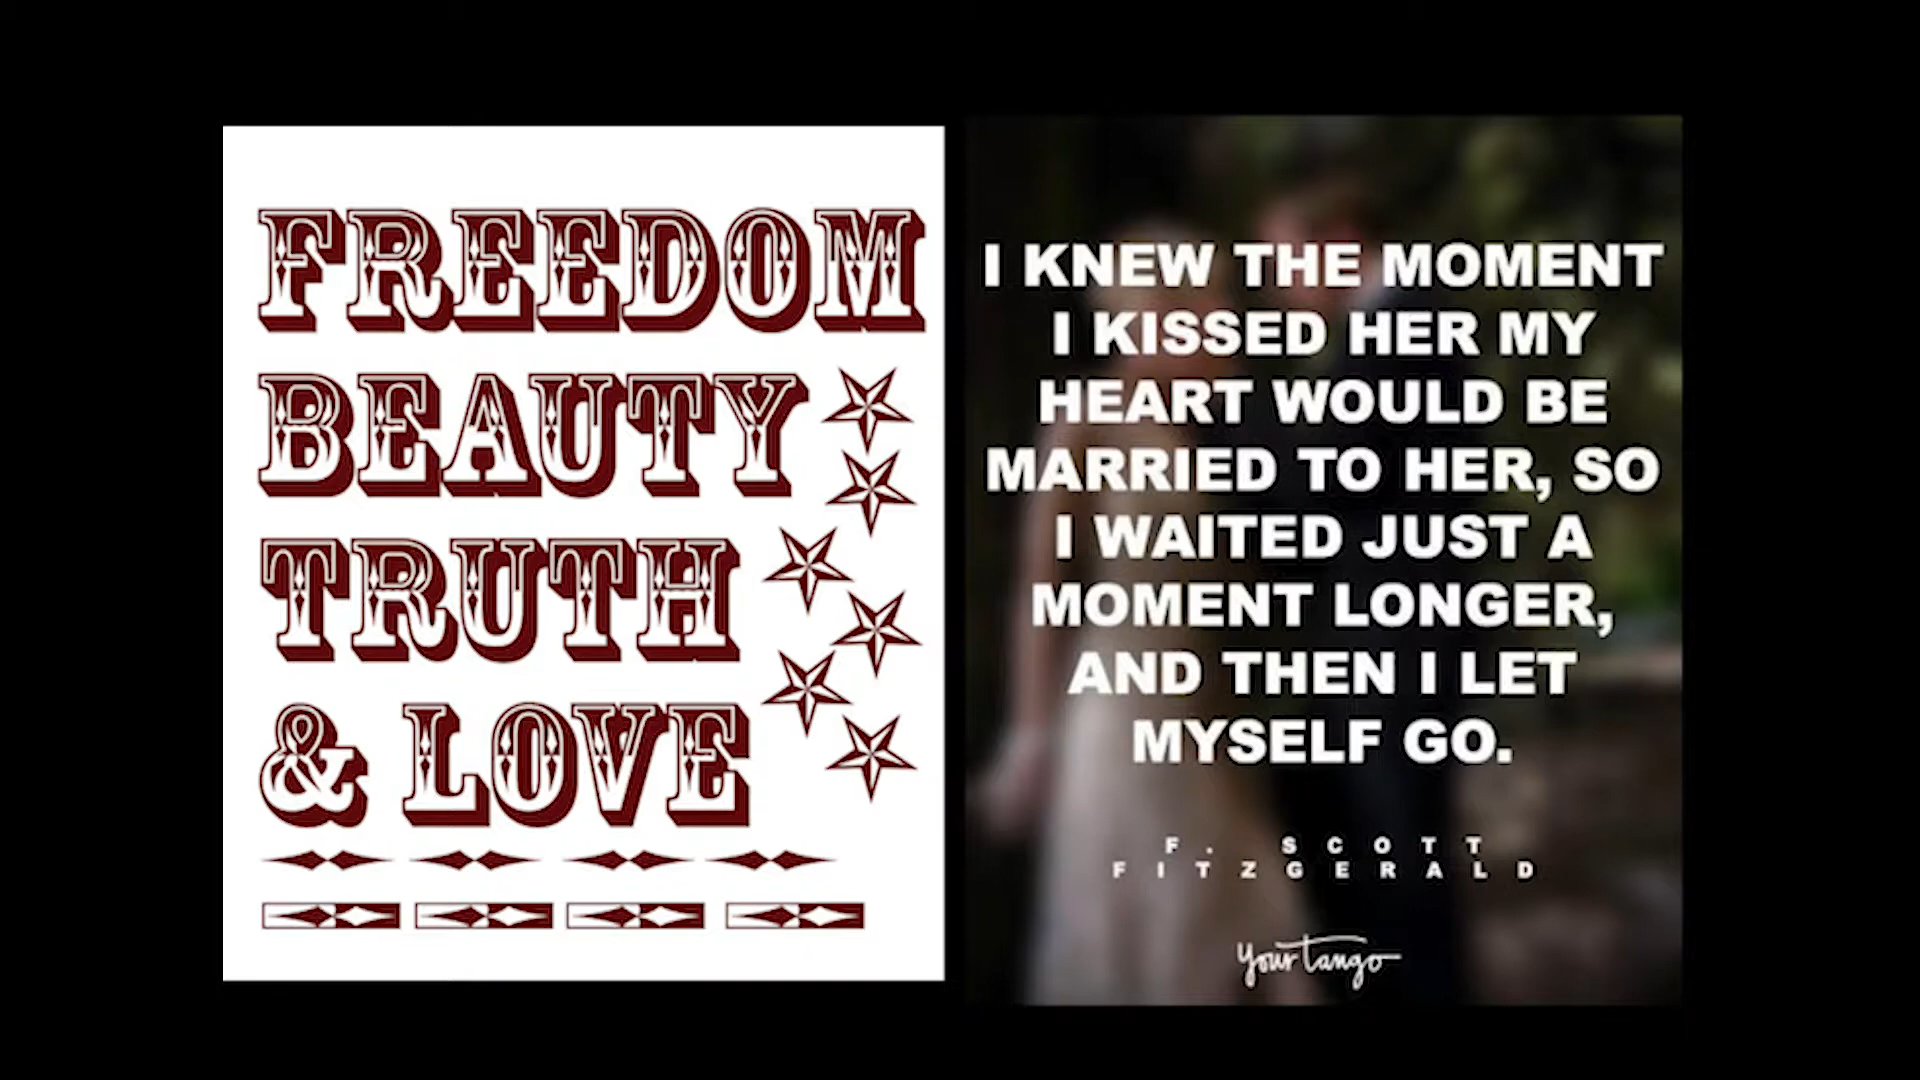 FREEDOM
BEAUTY
TRUTH
& LOVE
I KNEW THE MOMENT
I KISSED HER MY
HEART WOULD BE
MARRIED TO HER, SO
I WAITED JUST A
MOMENT LONGER,
AND THEN I LET
MYSELF GO.
F. SCOTT
FITZGERALD
yourtango